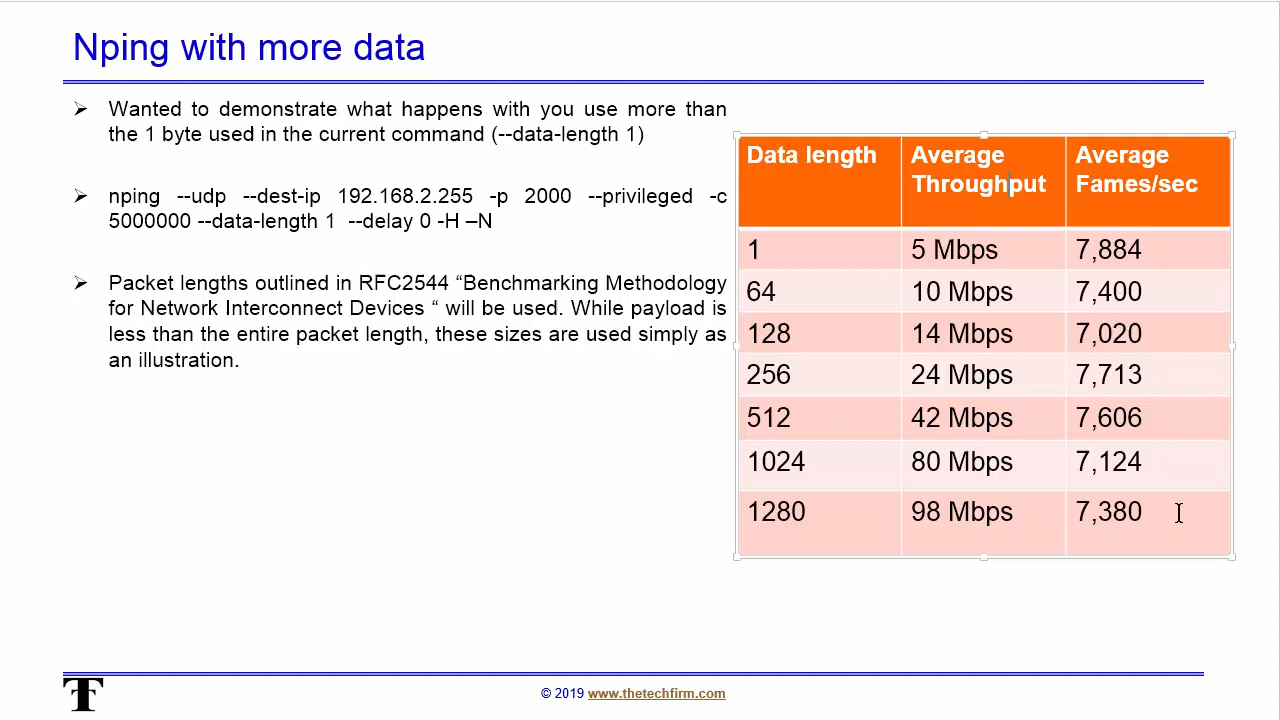 Nping with more data
Wanted to demonstrate what happens with you use more than
the 1 byte used in the current command (--data-length 1)
nping --udp --dest-ip 192.168.2.255 -p 2000 --privileged -c
5000000 --data-length 1 --delay 0 -H –N
Packet lengths outlined in RFC2544 “Benchmarking Methodology
for Network Interconnect Devices “ will be used. While payload is
less than the entire packet length, these sizes are used simply as
an illustration.
Data length Average Throughput Average Fames/sec
1 5 Mbps 7,884
64 10 Mbps 7,400
128 14 Mbps 7,020
256 24 Mbps 7,713
512 42 Mbps 7,606
1024 80 Mbps 7,124
1280 98 Mbps 7,380
© 2019 www.thetechfirm.com